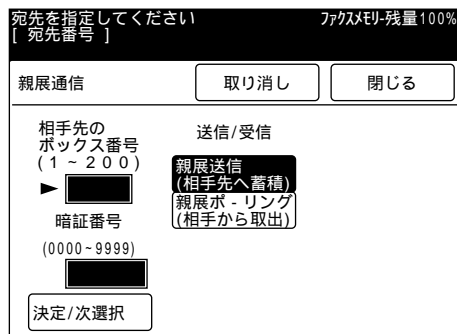 宛先を指定してください ﾌｧｸｽﾒﾓﾘｰ残量100%
[ 宛先番号 ]
親展通信 取り消し 閉じる
相手先の
ボックス番号
(1~200)
送信/受信
親展送信
(相手先へ蓄積)
親展ポ-リング
(相手から取出)
暗証番号
(0000~9999)
決定/次選択